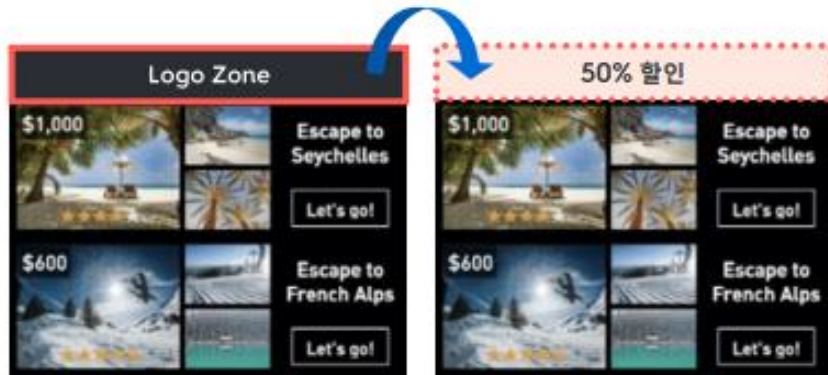 Logo Zone
$1,000
Escape to
Seychelles
Let's go!
$600
Escape to
French Alps
Let's go!
50% 할인
$1,000
Escape to
Seychelles
Let's go!
$600
Escape to
French Alps
Let's go!